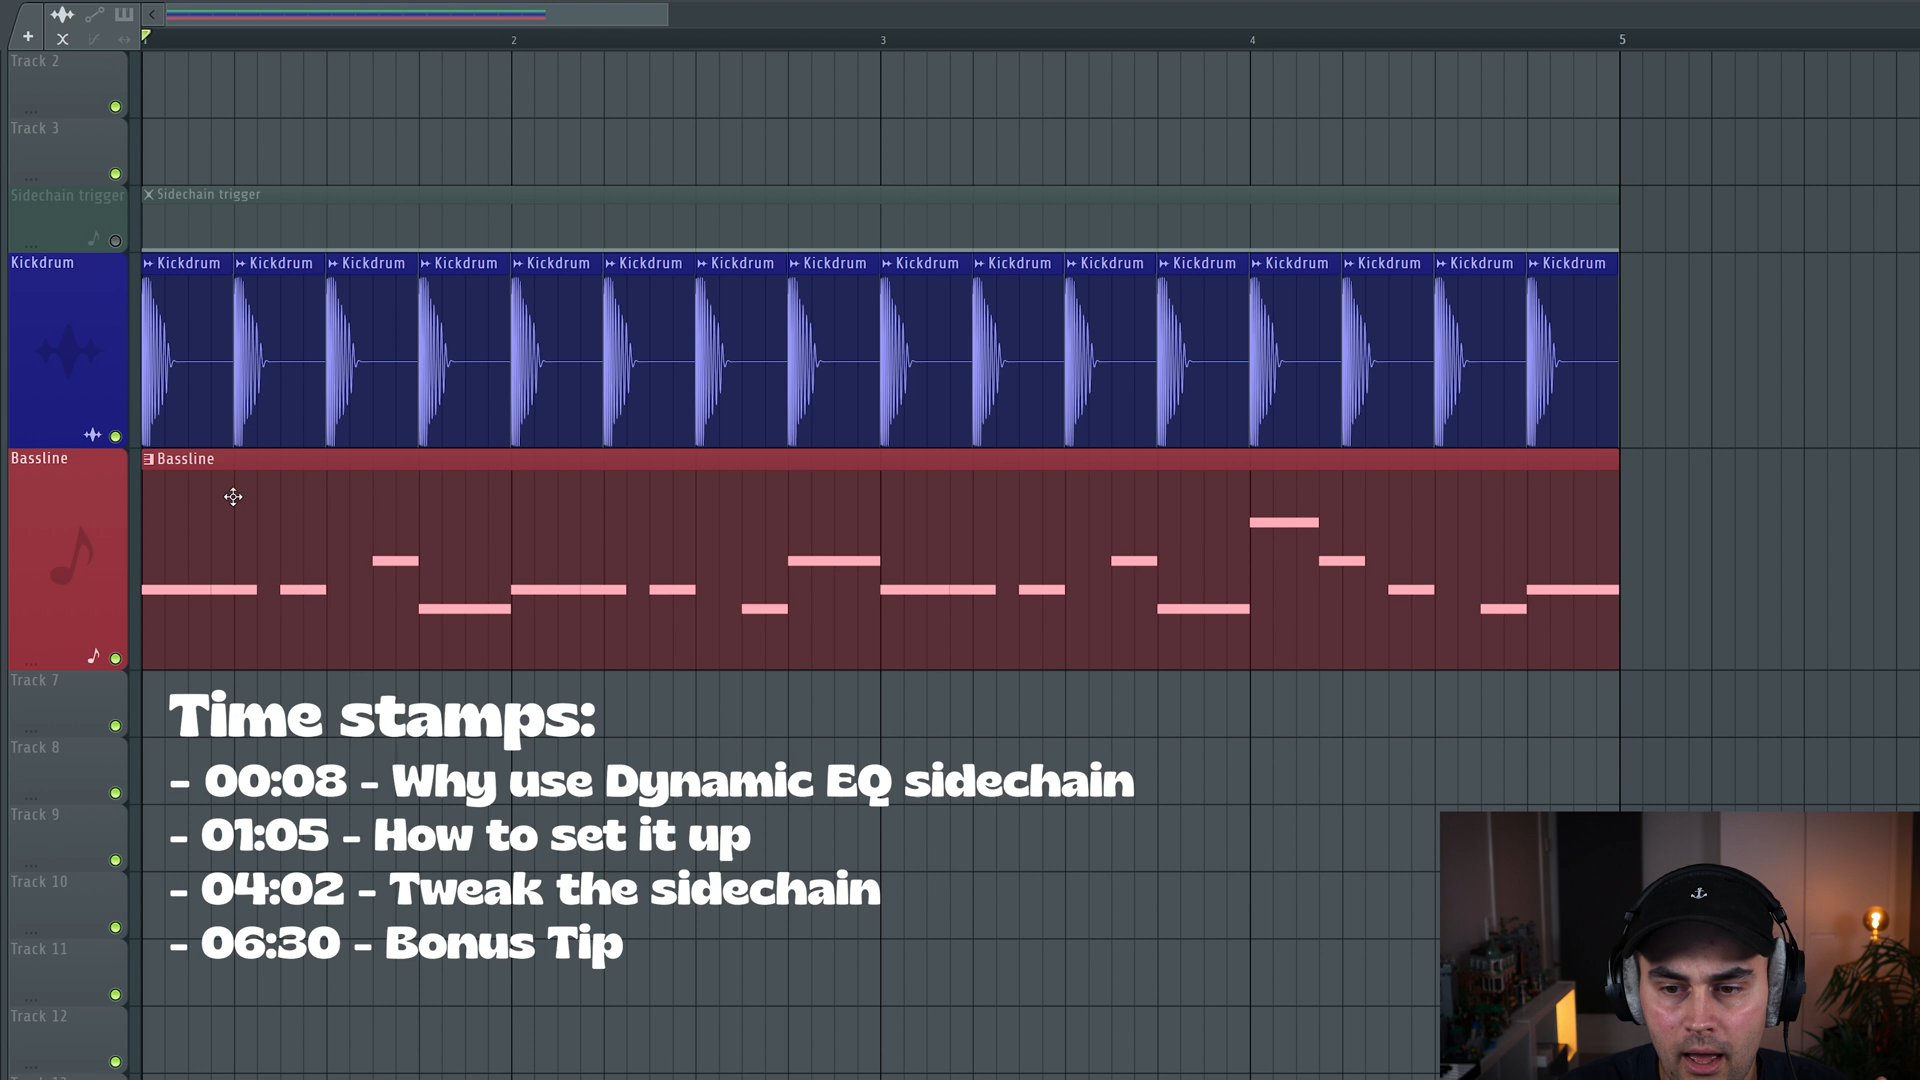 1 2 3 4 5
Track 2
...
Track 3
...
Sidechain trigger Sidechain trigger
...
Kickdrum Kickdrum Kickdrum Kickdrum Kickdrum Kickdrum Kickdrum Kickdrum Kickdrum Kickdrum Kickdrum Kickdrum Kickdrum Kickdrum Kickdrum Kickdrum Kickdrum
Bassline Bassline
...
Track 7
...
Time stamps:
Track 8
- 00:08 - Why use Dynamic EQ sidechain
...
Track 9
- 01:05 - How to set it up
...
Track 10
- 04:02 - Tweak the sidechain
...
Track 11
- 06:30 - Bonus Tip
...
Track 12
...